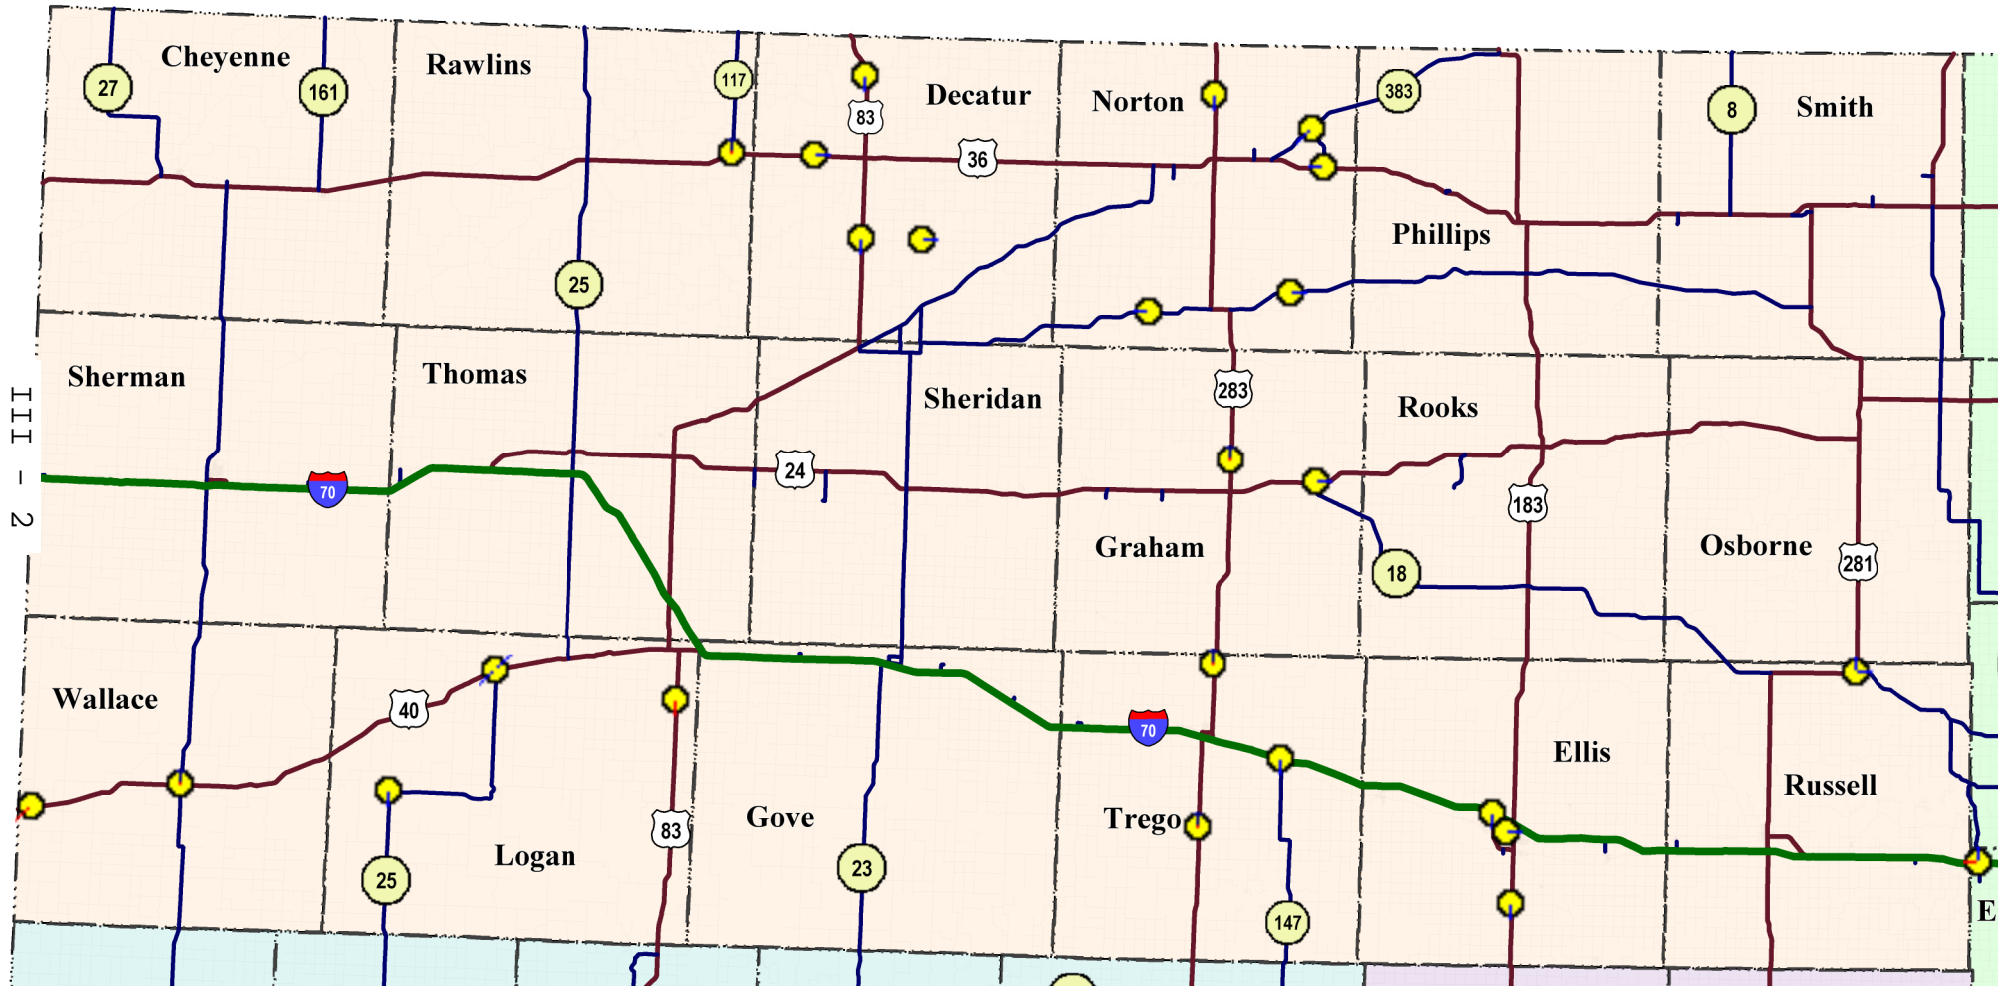 Cheyenne
Rawlins
Decatur
Norton
Smith
27
161
117
83
36
383
8
Phillips
25
Sherman
Thomas
Sheridan
283
Rooks
III - 2
70
24
183
Graham
Osborne
281
18
Wallace
40
70
Ellis
Russell
Gove
Trego
83
Logan
25
23
147
E